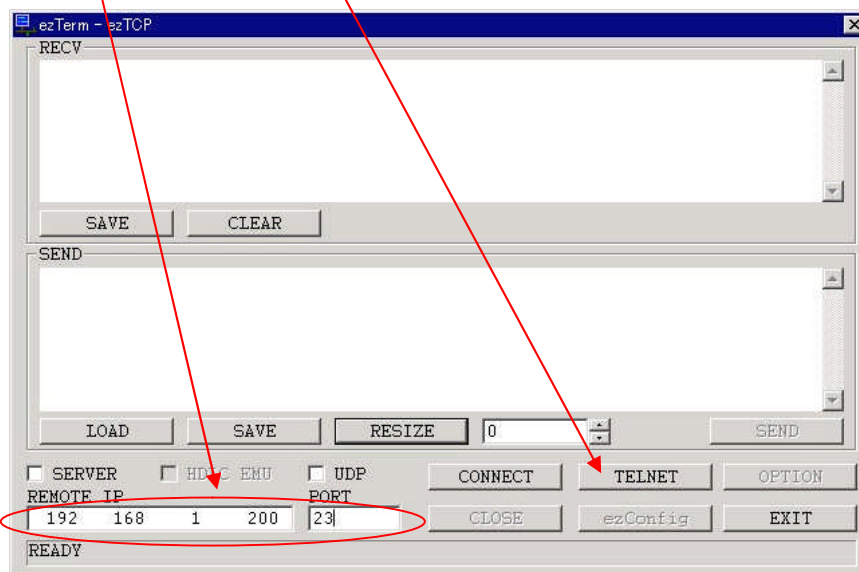 ezTerm - ezTCP
RECV
SAVE CLEAR
SEND
LOAD SAVE RESIZE 0 SEND
SERVER HDLC EMU UDP CONNECT TELNET OPTION
REMOTE IP PORT
192 168 1 200 23 CLOSE ezConfig EXIT
READY